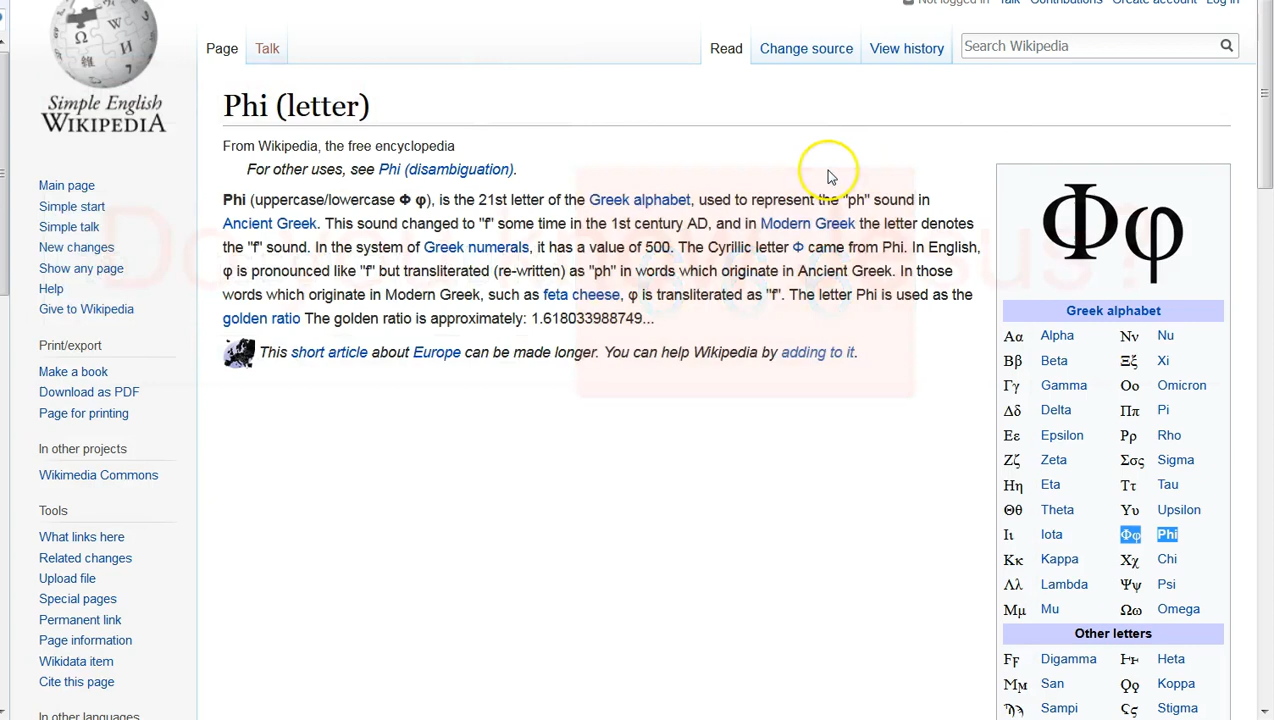 Not logged in Talk Contributions Create account Log in
Page Talk Read Change source View history Search Wikipedia
Simple English
WIKIPEDIA
Phi (letter)
From Wikipedia, the free encyclopedia
For other uses, see Phi (disambiguation).
Phi (uppercase/lowercase Φ φ), is the 21st letter of the Greek alphabet, used to represent the "ph" sound in
Ancient Greek. This sound changed to "f" some time in the 1st century AD, and in Modern Greek the letter denotes
the "f" sound. In the system of Greek numerals, it has a value of 500. The Cyrillic letter Ф came from Phi. In English,
φ is pronounced like "f" but transliterated (re-written) as "ph" in words which originate in Ancient Greek. In those
words which originate in Modern Greek, such as feta cheese, φ is transliterated as "f". The letter Phi is used as the
golden ratio The golden ratio is approximately: 1.618033988749...
This short article about Europe can be made longer. You can help Wikipedia by adding to it.
Do you know Jesus?
666
Main page
Simple start
Simple talk
New changes
Show any page
Help
Give to Wikipedia
Print/export
Make a book
Download as PDF
Page for printing
In other projects
Wikimedia Commons
Tools
What links here
Related changes
Upload file
Special pages
Permanent link
Page information
Wikidata item
Cite this page
In other languages
Φφ
Greek alphabet
Αα Alpha Νν Nu
Ββ Beta Ξξ Xi
Γγ Gamma Οο Omicron
Δδ Delta Ππ Pi
Εε Epsilon Ρρ Rho
Ζζ Zeta Σσς Sigma
Ηη Eta Ττ Tau
Θθ Theta Υυ Upsilon
Ιι Iota Φφ Phi
Κκ Kappa Χχ Chi
Λλ Lambda Ψψ Psi
Μμ Mu Ωω Omega
Other letters
Ϝϝ Digamma Ͱͱ Heta
Ϻϻ San Ϙϙ Koppa
Ϡϡ Sampi Ϛϛ Stigma